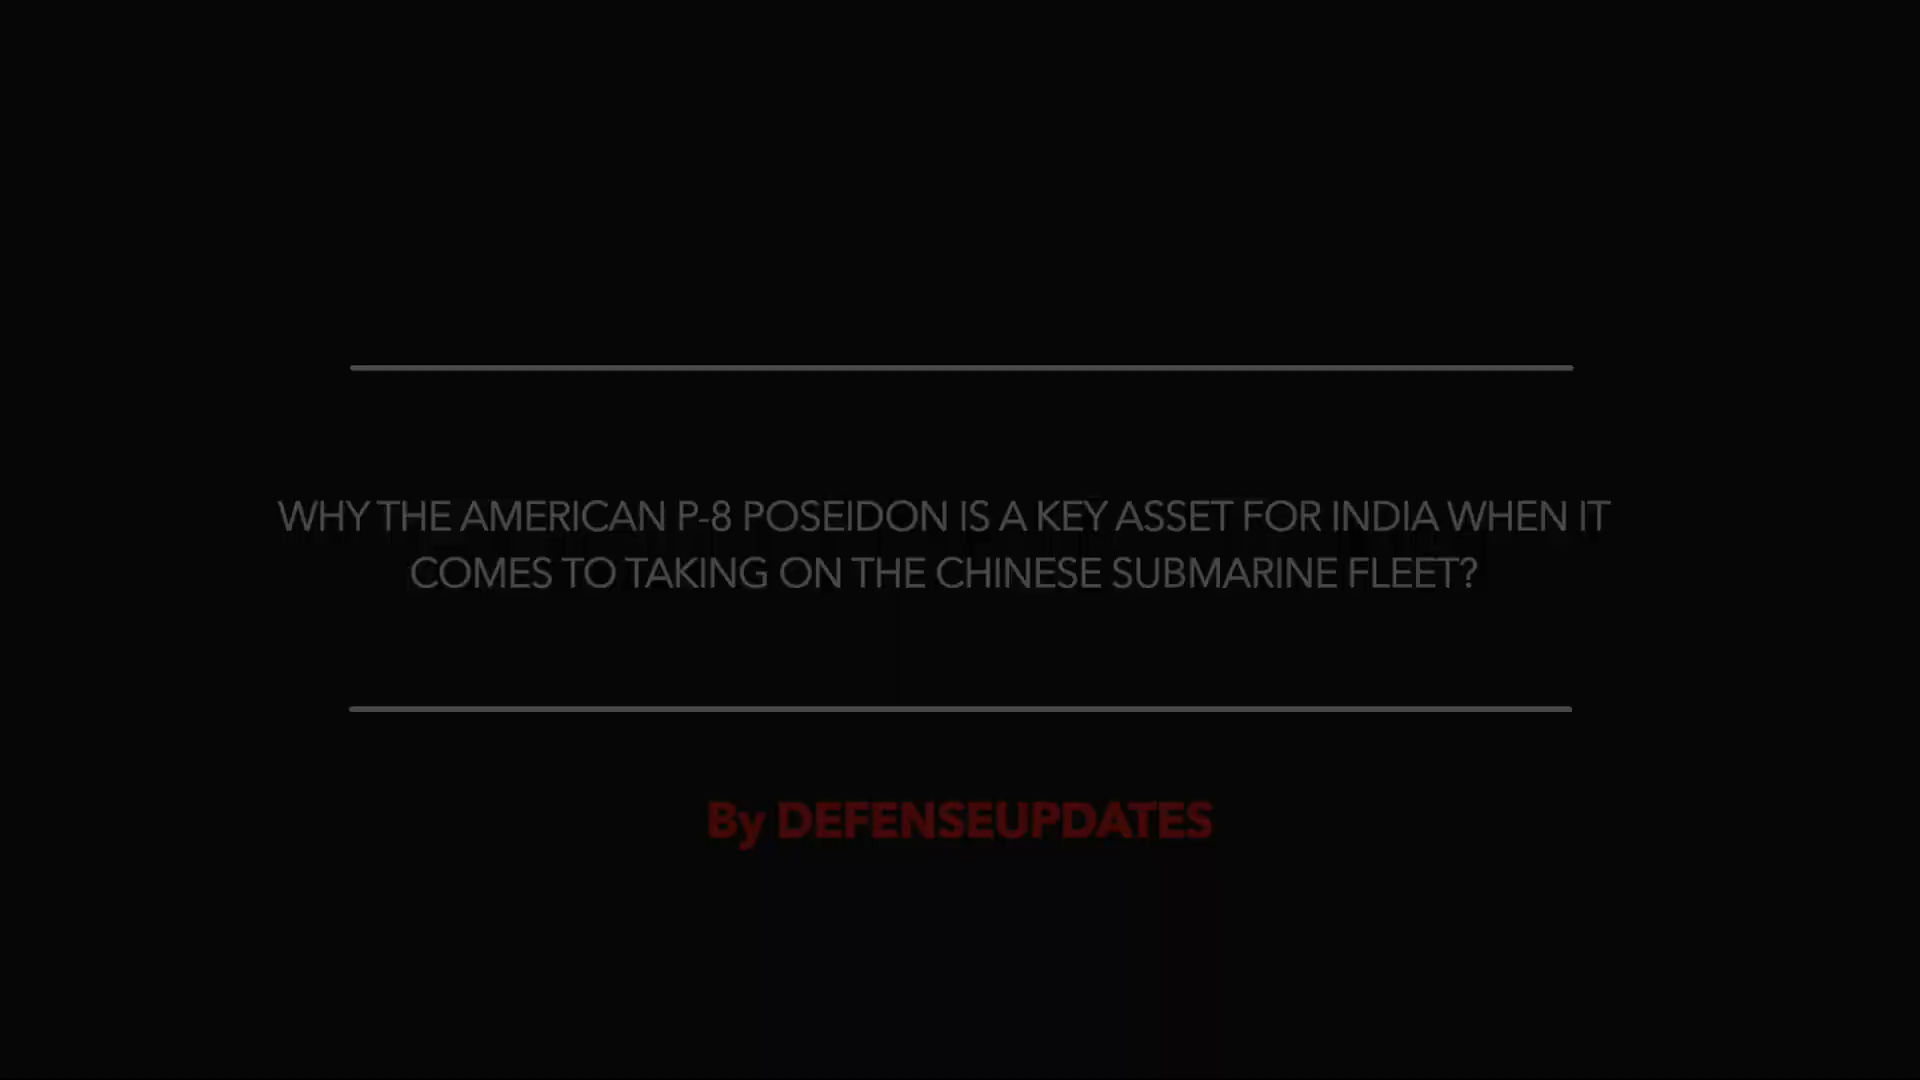 WHY THE AMERICAN P-8 POSEIDON IS A KEY ASSET FOR INDIA WHEN IT
COMES TO TAKING ON THE CHINESE SUBMARINE FLEET?
By DEFENSEUPDATES